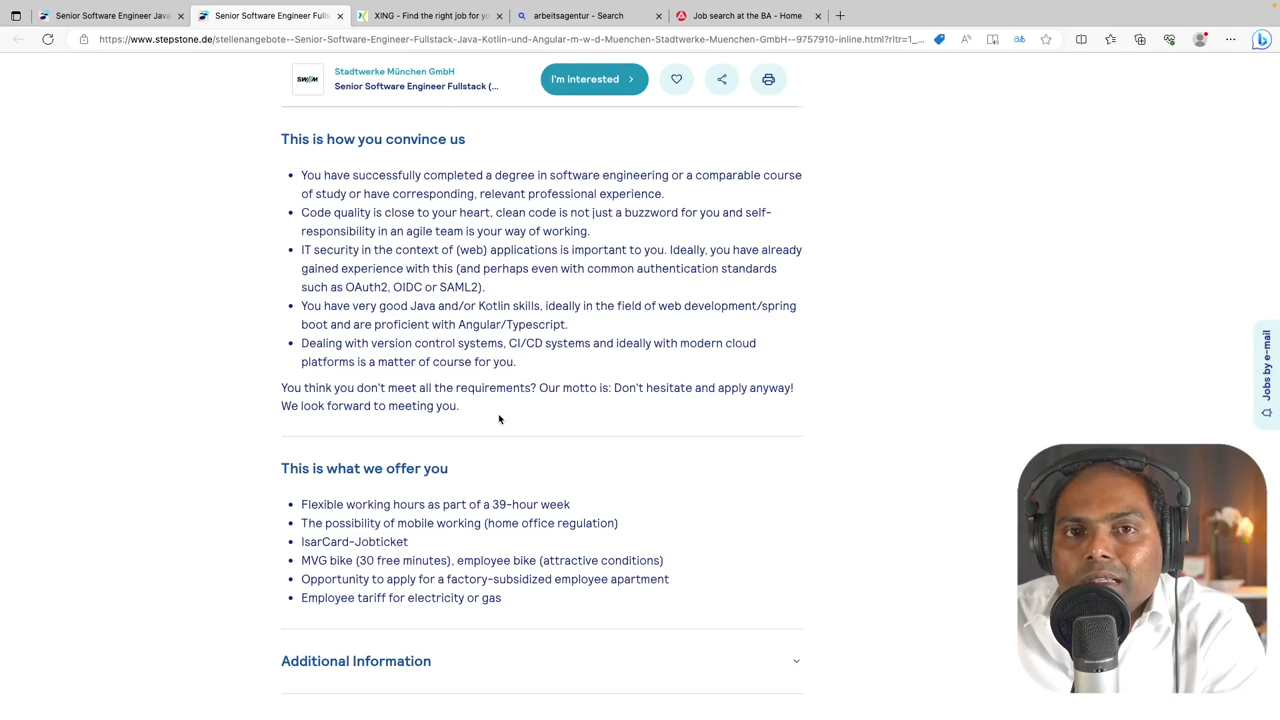 Senior Software Engineer Java
Senior Software Engineer Fulls
XING - Find the right job for yo
arbeitsagentur - Search
Job search at the BA - Home
https://www.stepstone.de/stellenangebote--Senior-Software-Engineer-Fullstack-Java-Kotlin-und-Angular-m-w-d-Muenchen-Stadtwerke-Muenchen-GmbH--9757910-inline.html?rltr=1_...
SWM
Stadtwerke München GmbH
Senior Software Engineer Fullstack (...
I'm interested
This is how you convince us
• You have successfully completed a degree in software engineering or a comparable course
of study or have corresponding, relevant professional experience.
• Code quality is close to your heart, clean code is not just a buzzword for you and self-
responsibility in an agile team is your way of working.
• IT security in the context of (web) applications is important to you. Ideally, you have already
gained experience with this (and perhaps even with common authentication standards
such as OAuth2, OIDC or SAML2).
• You have very good Java and/or Kotlin skills, ideally in the field of web development/spring
boot and are proficient with Angular/Typescript.
• Dealing with version control systems, CI/CD systems and ideally with modern cloud
platforms is a matter of course for you.
You think you don't meet all the requirements? Our motto is: Don't hesitate and apply anyway!
We look forward to meeting you.
This is what we offer you
• Flexible working hours as part of a 39-hour week
• The possibility of mobile working (home office regulation)
• IsarCard-Jobticket
• MVG bike (30 free minutes), employee bike (attractive conditions)
• Opportunity to apply for a factory-subsidized employee apartment
• Employee tariff for electricity or gas
Additional Information
Jobs by e-mail